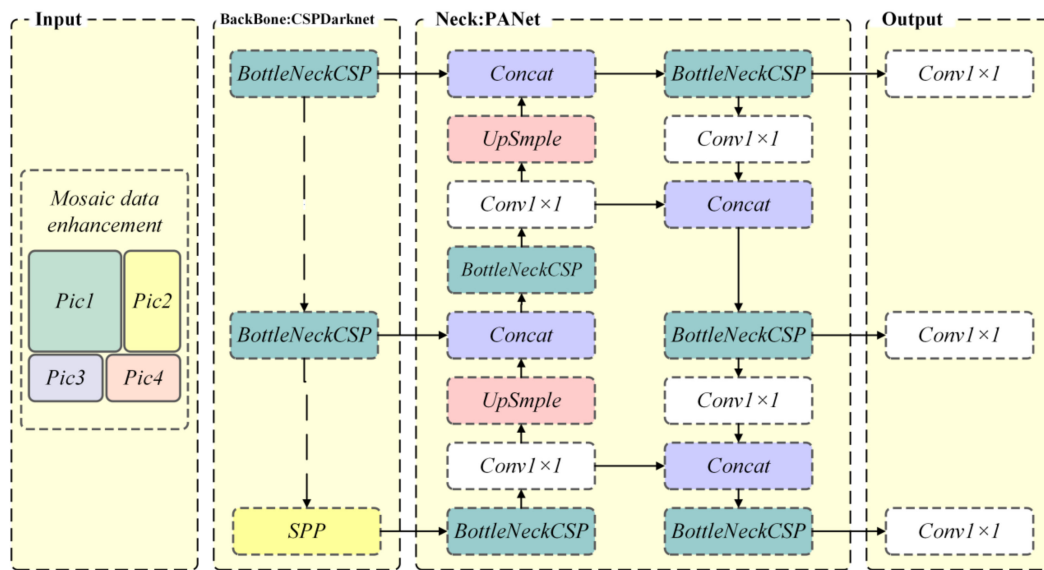 Input
BackBone:CSPDarknet
Neck:PANet
Output
Mosaic data
enhancement
Pic1
Pic2
Pic3
Pic4
BottleNeckCSP
BottleNeckCSP
SPP
Concat
UpSmple
Conv1×1
BottleNeckCSP
Concat
UpSmple
Conv1×1
BottleNeckCSP
BottleNeckCSP
Conv1×1
Concat
BottleNeckCSP
Conv1×1
Concat
BottleNeckCSP
Conv1×1
Conv1×1
Conv1×1